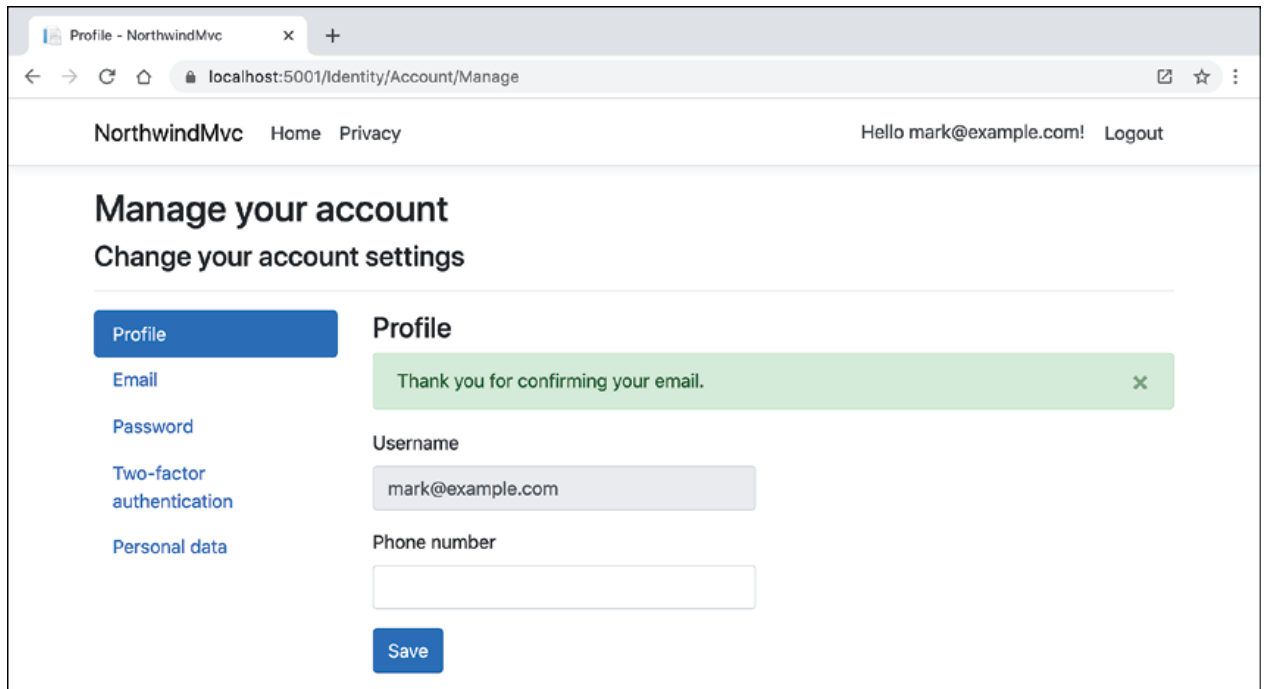 Profile - NorthwindMvc
localhost:5001/Identity/Account/Manage
NorthwindMvc Home Privacy Hello mark@example.com! Logout
Manage your account
Change your account settings
Profile
Email
Password
Two-factor
authentication
Personal data
Profile
Thank you for confirming your email.
Username
mark@example.com
Phone number
Save